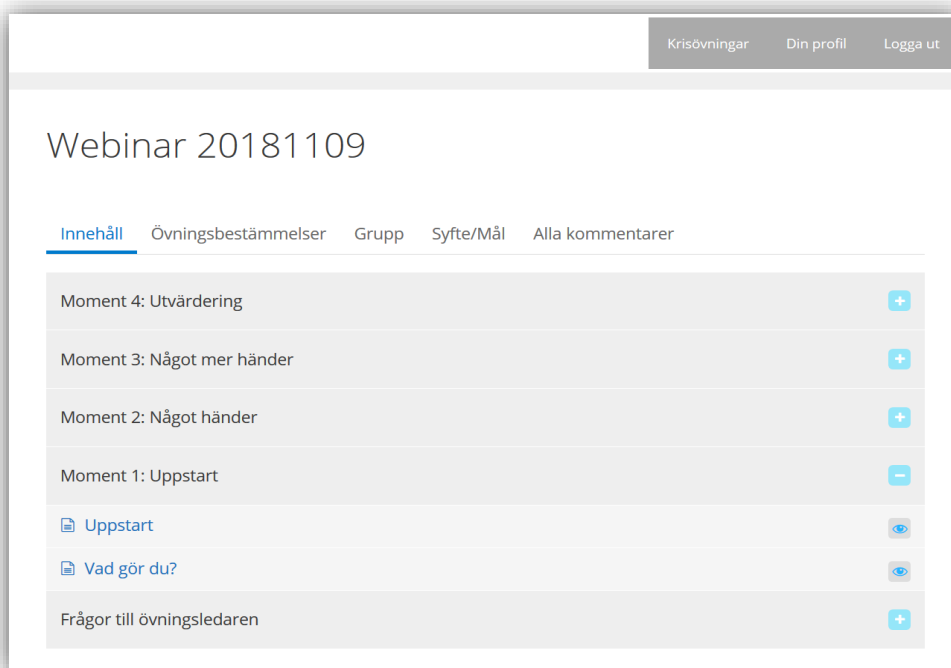 Krisövningar Din profil Logga ut
Webinar 20181109
Innehåll Övningsbestämmelser Grupp Syfte/Mål Alla kommentarer
Moment 4: Utvärdering
Moment 3: Något mer händer
Moment 2: Något händer
Moment 1: Uppstart
Uppstart
Vad gör du?
Frågor till övningsledaren